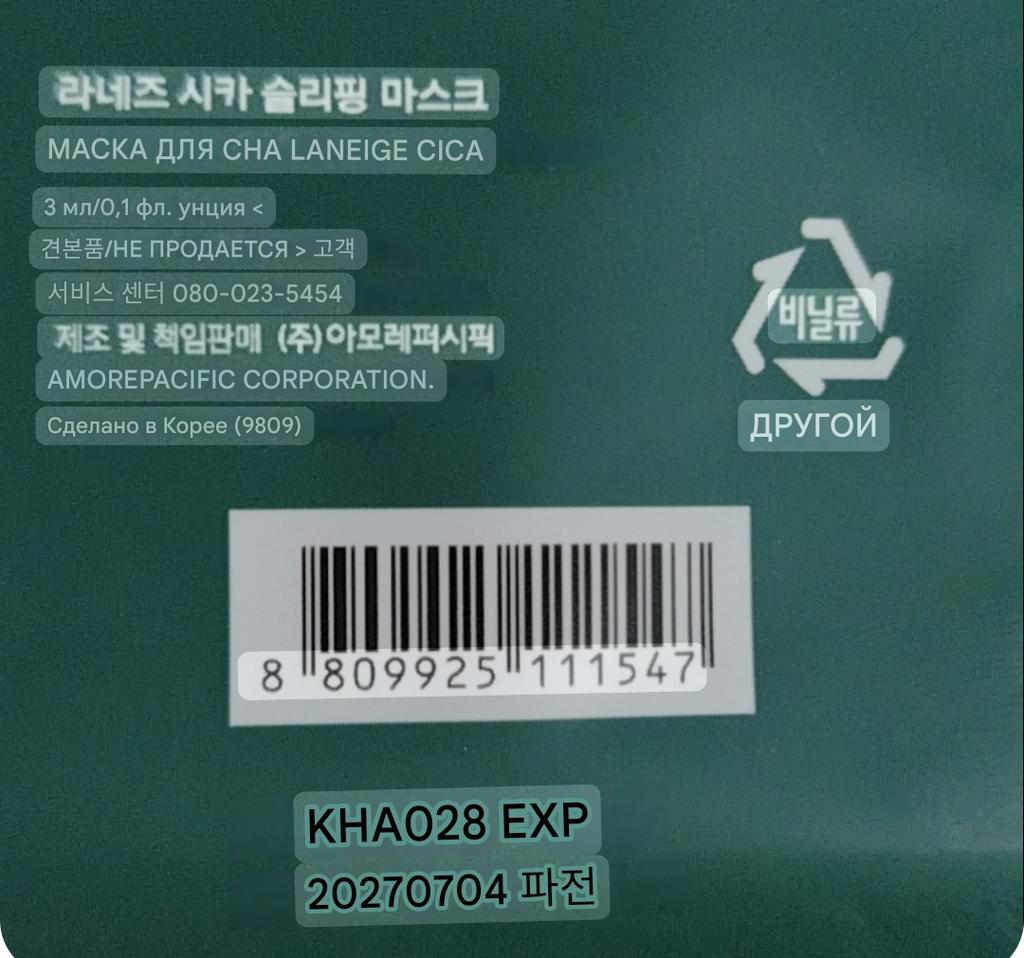 라네즈 시카 슬리핑 마스크
МАСКА ДЛЯ СНА LANEIGE CICA
3 мл/0,1 фл. унция <
견본품/НЕ ПРОДАЕТСЯ > 고객
서비스 센터 080-023-5454
제조 및 책임판매 (주)아모레퍼시픽
AMOREPACIFIC CORPORATION.
Сделано в Корее (9809)
비닐류
ДРУГОЙ
8 809925 111547
KHA028 EXP
20270704 파전